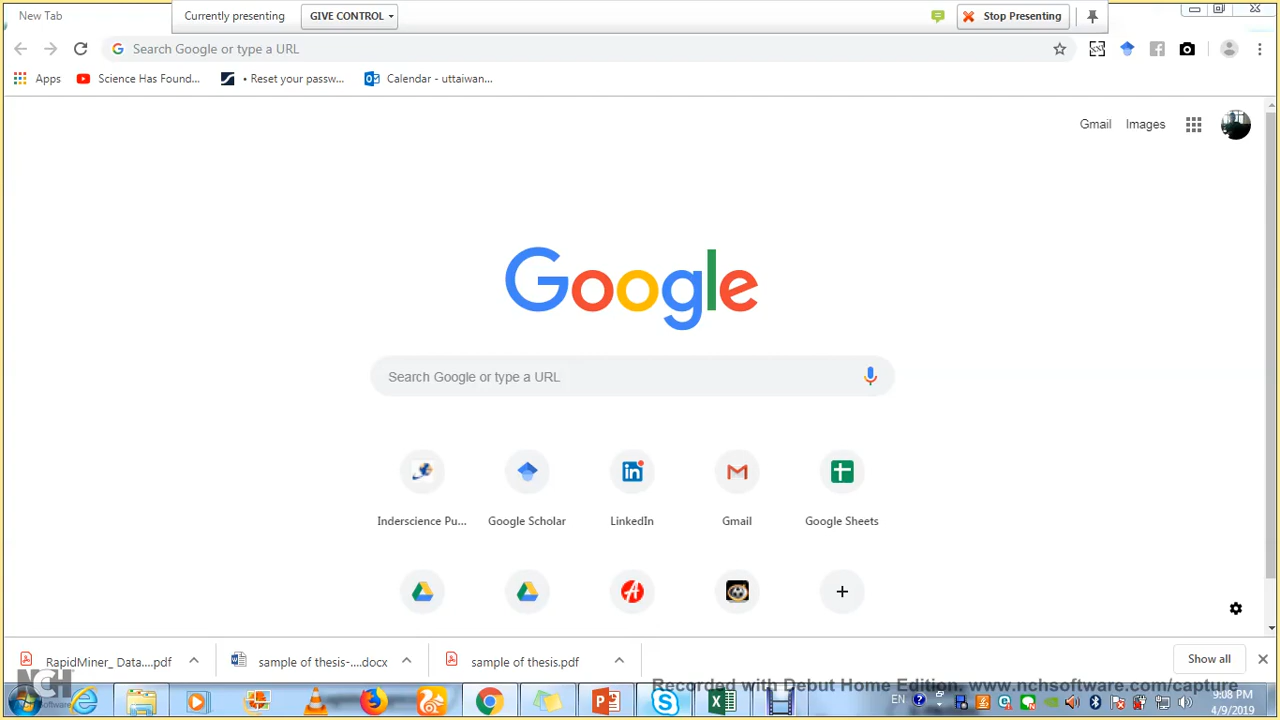 New Tab
Currently presenting
GIVE CONTROL
Stop Presenting
Search Google or type a URL
Apps
Science Has Found...
• Reset your passw...
Calendar - uttaiwan...
Gmail
Images
Google
Search Google or type a URL
Inderscience Pu...
Google Scholar
LinkedIn
Gmail
Google Sheets
RapidMiner_ Data....pdf
sample of thesis-....docx
sample of thesis.pdf
Show all
NCH
Software
Recorded with Debut Home Edition. www.nchsoftware.com/capture
EN
9:08 PM
4/9/2019